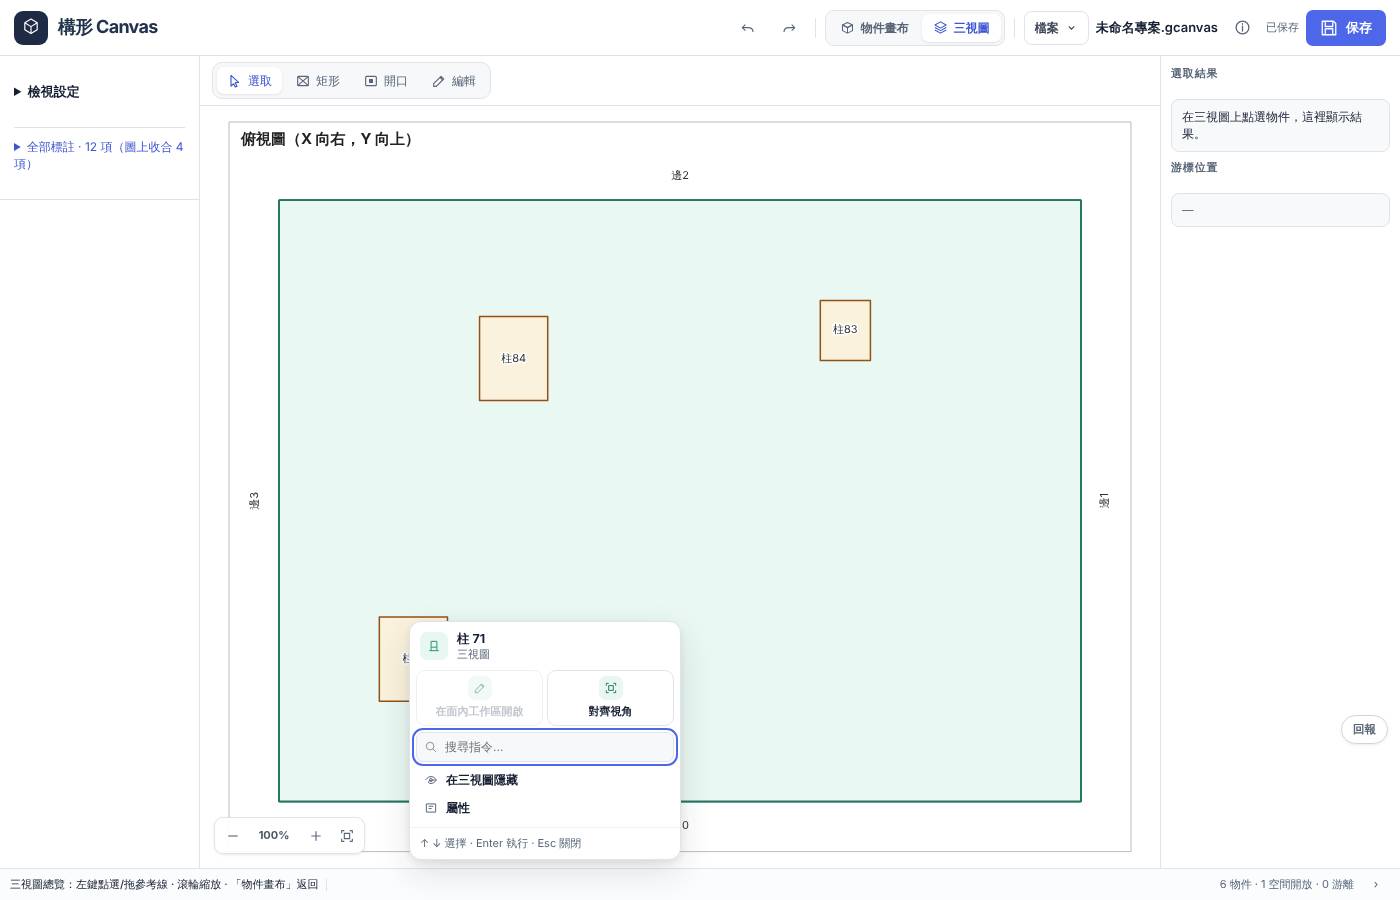 構形 Canvas
物件畫布
三視圖
檔案
未命名專案.gcanvas
已保存
保存
檢視設定
全部標註 · 12 項（圖上收合 4
項）
選取
矩形
開口
編輯
選取結果
在三視圖上點選物件，這裡顯示結
果。
游標位置
—
俯視圖（X 向右，Y 向上）
邊2
柱84
柱83
邊3
邊1
柱 71
三視圖
在面內工作區開啟
對齊視角
搜尋指令...
在三視圖隱藏
屬性
↑ ↓ 選擇 · Enter 執行 · Esc 關閉
0
100%
回報
三視圖總覽：左鍵點選/拖參考線 · 滾輪縮放 · 「物件畫布」返回
6 物件 · 1 空間開放 · 0 游離